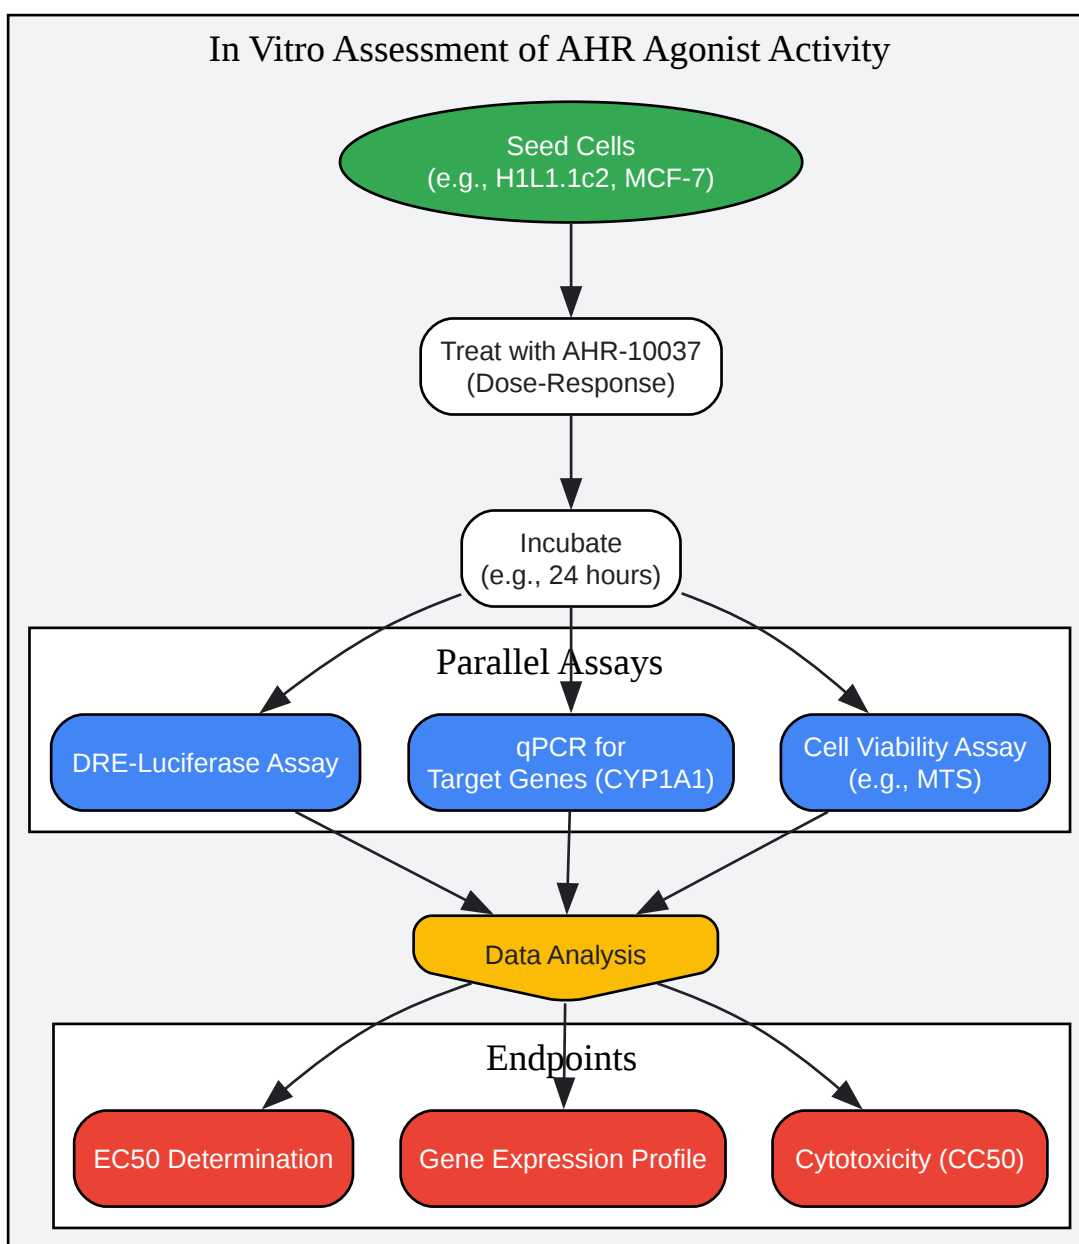 In Vitro Assessment of AHR Agonist Activity
Seed Cells
(e.g., H1L1.1c2, MCF-7)
Treat with AHR-10037
(Dose-Response)
Incubate
(e.g., 24 hours)
Parallel Assays
DRE-Luciferase Assay
qPCR for
Target Genes (CYP1A1)
Cell Viability Assay
(e.g., MTS)
Data Analysis
Endpoints
EC50 Determination
Gene Expression Profile
Cytotoxicity (CC50)